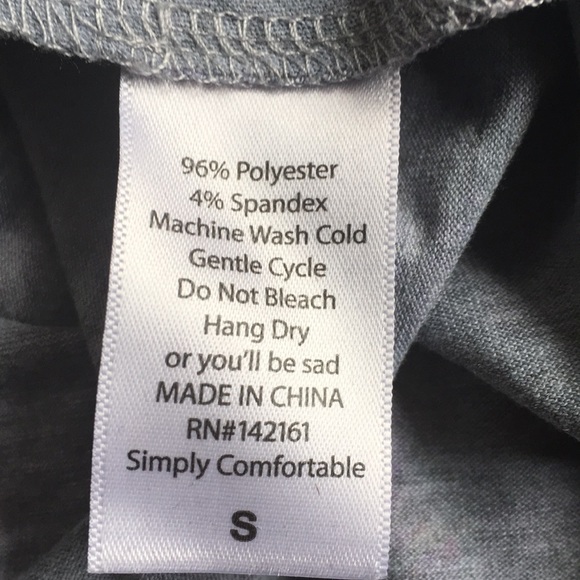 96% Polyester
4% Spandex
Machine Wash Cold
Gentle Cycle
Do Not Bleach
Hang Dry
or you'll be sad
MADE IN CHINA
RN#142161
Simply Comfortable
S